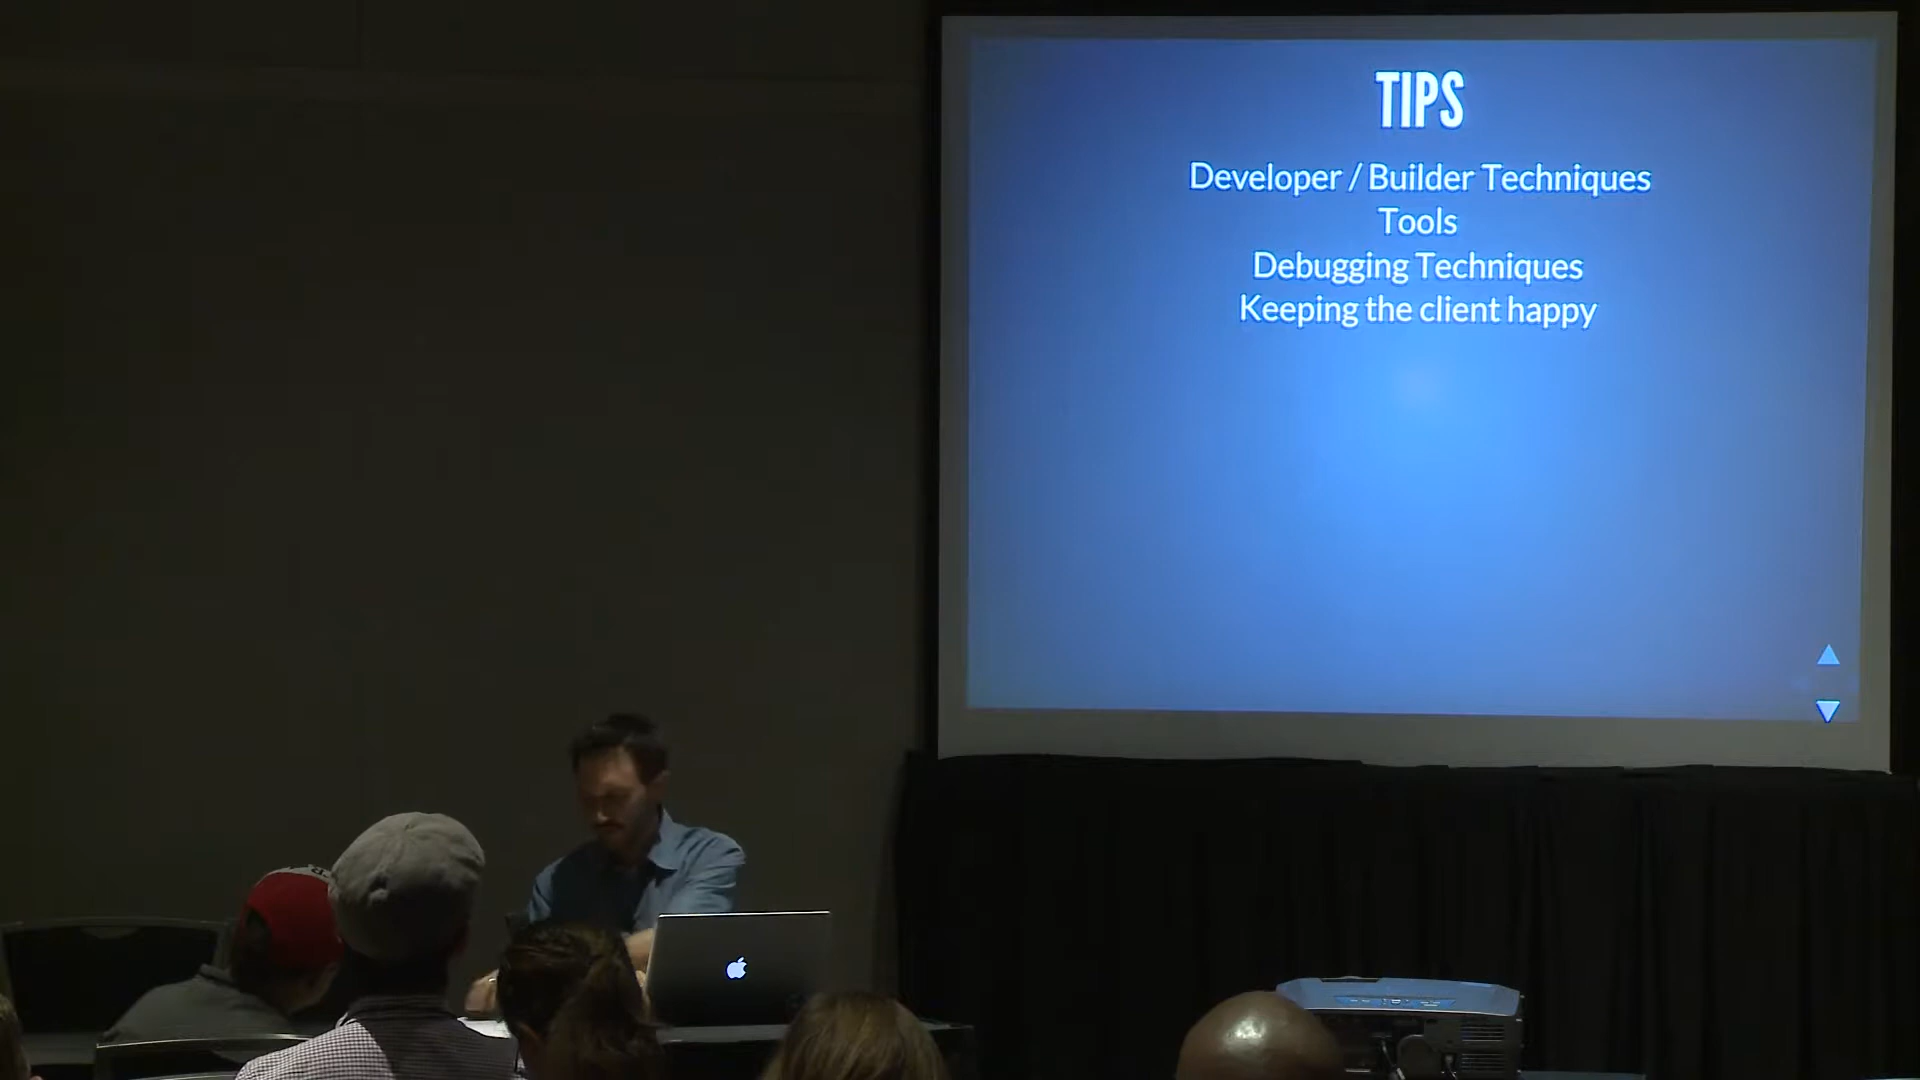 TIPS
Developer / Builder Techniques
Tools
Debugging Techniques
Keeping the client happy